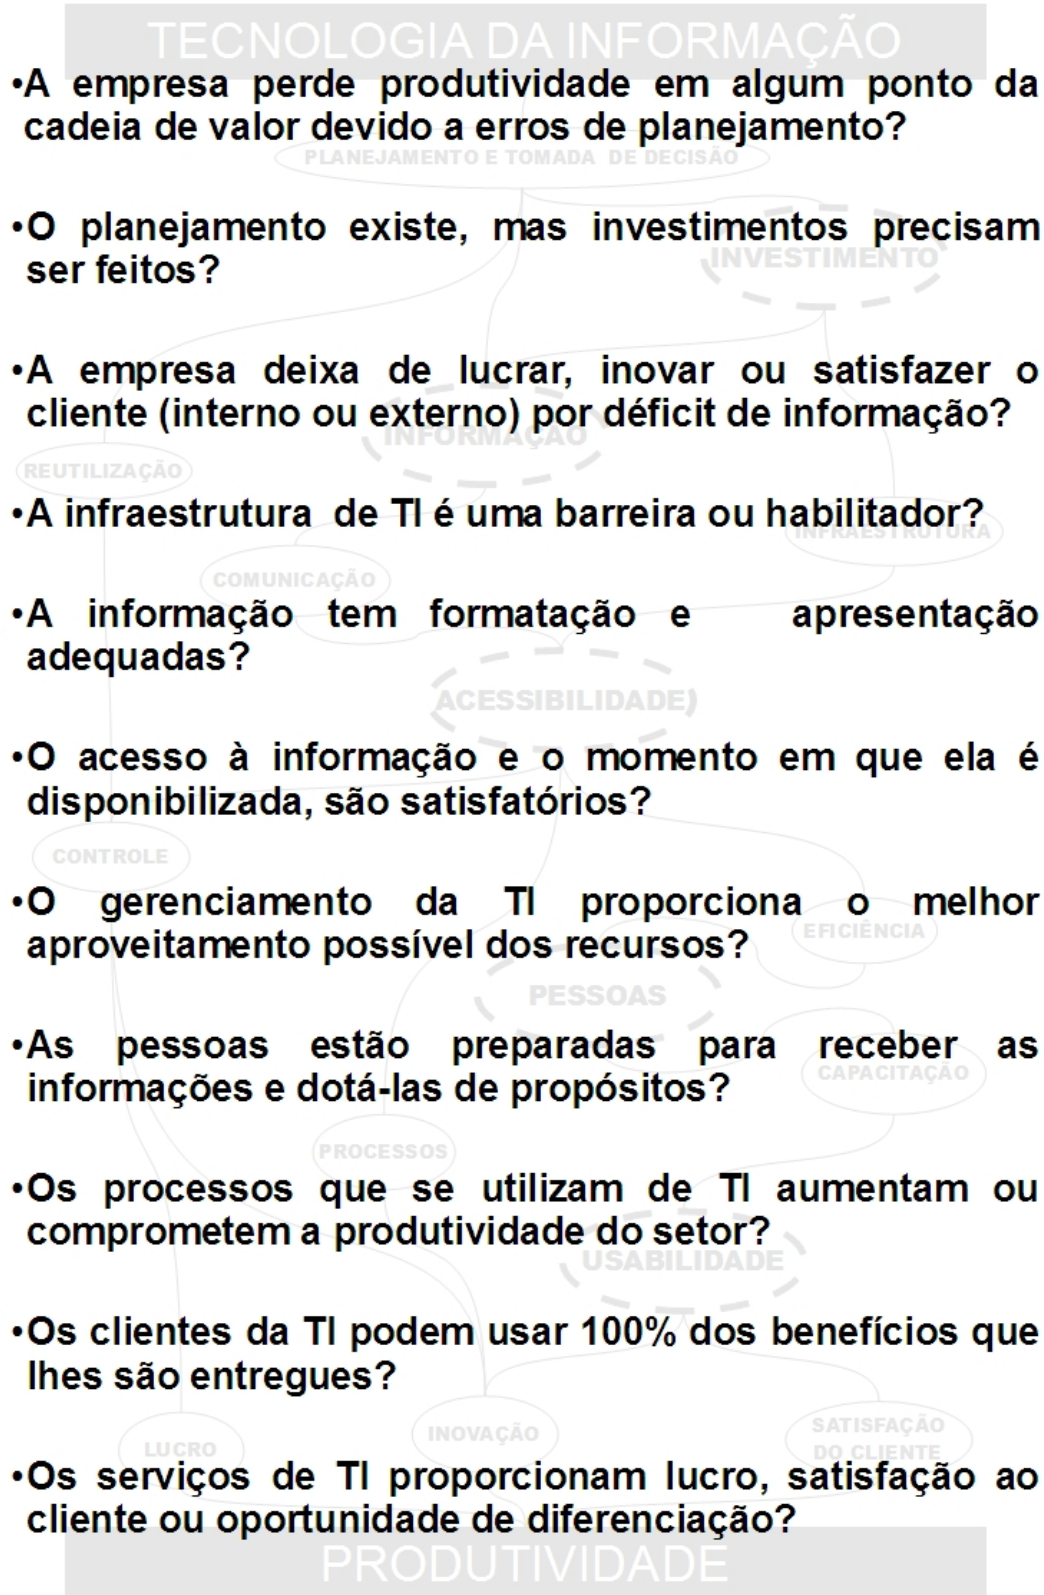 TECNOLOGIA DA INFORMAÇÃO
•A empresa perde produtividade em algum ponto da
cadeia de valor devido a erros de planejamento?
PLANEJAMENTO E TOMADA DE DECISÃO
•O planejamento existe, mas investimentos precisam
ser feitos?
INVESTIMENTO
•A empresa deixa de lucrar, inovar ou satisfazer o
cliente (interno ou externo) por déficit de informação?
INFORMAÇÃO
REUTILIZAÇÃO
•A infraestrutura de TI é uma barreira ou habilitador?
INFRAESTRUTURA
COMUNICAÇÃO
•A informação tem formatação e apresentação
adequadas?
ACESSIBILIDADE)
•O acesso à informação e o momento em que ela é
disponibilizada, são satisfatórios?
CONTROLE
•O gerenciamento da TI proporciona o melhor
aproveitamento possível dos recursos?
EFICIÊNCIA
PESSOAS
•As pessoas estão preparadas para receber as
informações e dotá-las de propósitos?
CAPACITAÇÃO
PROCESSOS
•Os processos que se utilizam de TI aumentam ou
comprometem a produtividade do setor?
USABILIDADE
•Os clientes da TI podem usar 100% dos benefícios que
lhes são entregues?
LUCRO
INOVAÇÃO
SATISFAÇÃO
DO CLIENTE
•Os serviços de TI proporcionam lucro, satisfação ao
cliente ou oportunidade de diferenciação?
PRODUTIVIDADE